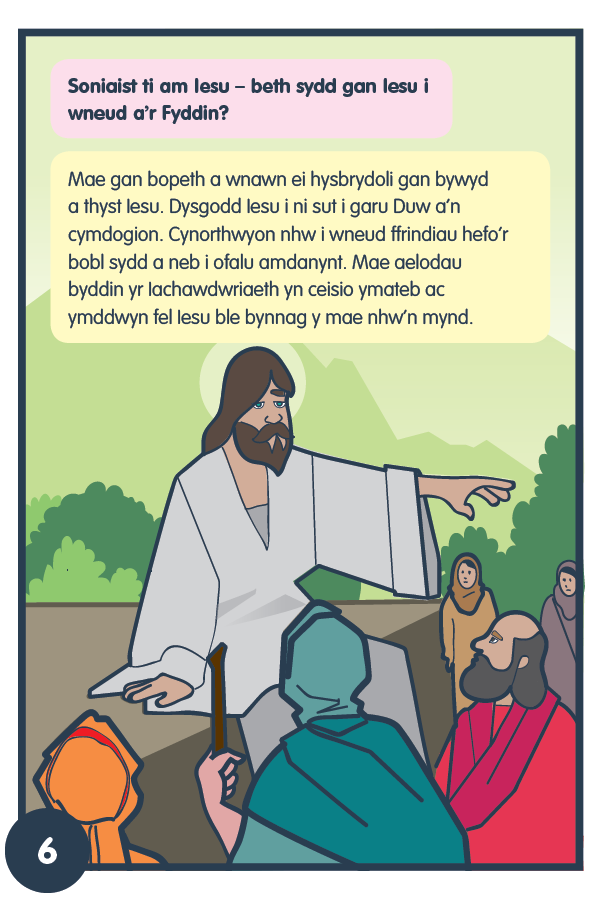 Soniaist ti am Iesu – beth sydd gan Iesu i
wneud a’r Fyddin?
Mae gan bopeth a wnawn ei hysbrydoli gan bywyd
a thyst Iesu. Dysgodd Iesu i ni sut i garu Duw a’n
cymdogion. Cynorthwyon nhw i wneud ffrindiau hefo’r
bobl sydd a neb i ofalu amdanynt. Mae aelodau
byddin yr Iachawdwriaeth yn ceisio ymateb ac
ymddwyn fel Iesu ble bynnag y mae nhw’n mynd.
6